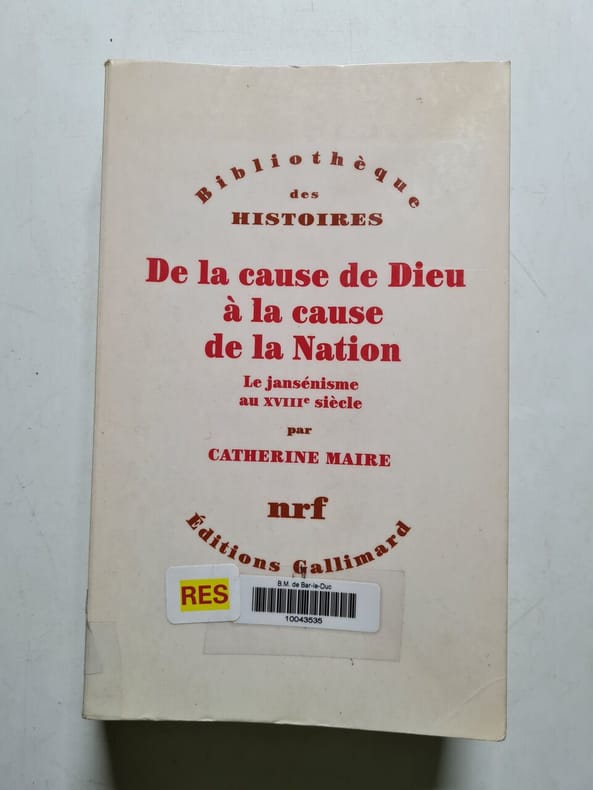 Bibliothèque
des
HISTOIRES
De la cause de Dieu
à la cause
de la Nation
Le jansénisme
au XVIIIe siècle
par
CATHERINE MAIRE
nrf
Éditions Gallimard
RES
B.M. de Bar-le-Duc
10043535